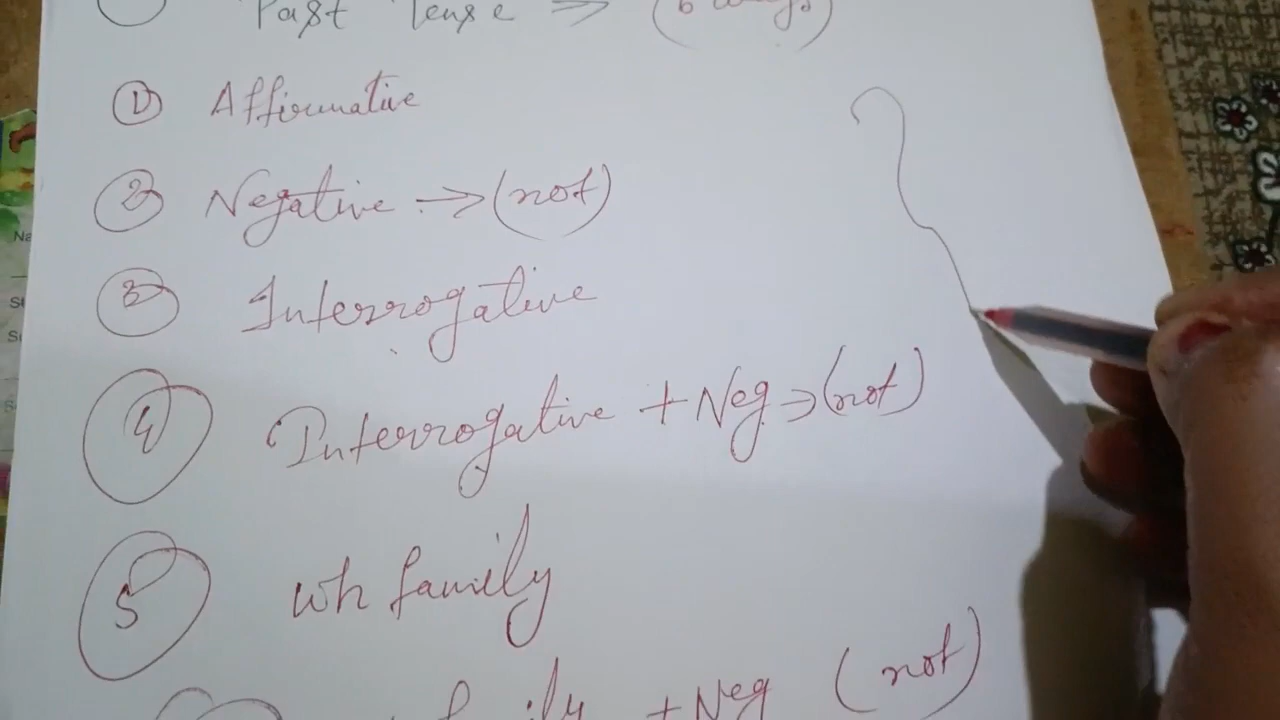 Past Tense ⇒ (6 ways)
① Affirmative
② Negative → (not)
③ Interrogative
④ Interrogative + Neg → (not)
⑤ Wh family
family + Neg (not)